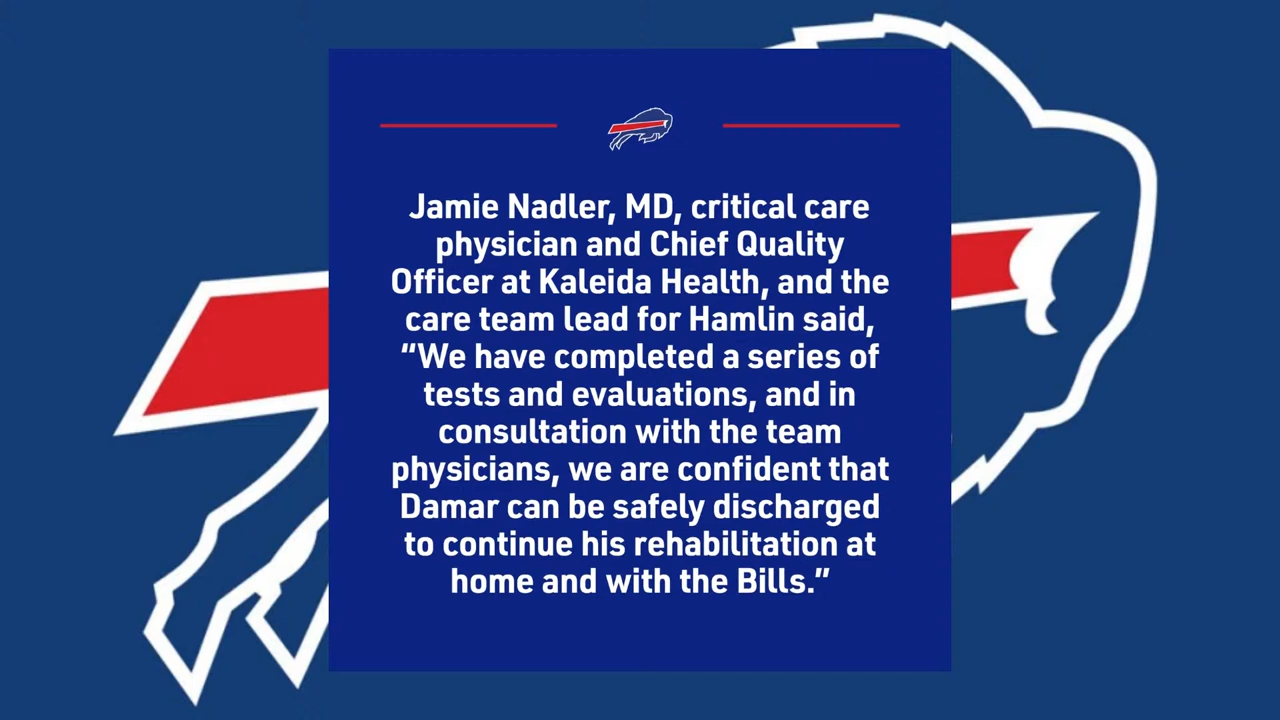 Jamie Nadler, MD, critical care
physician and Chief Quality
Officer at Kaleida Health, and the
care team lead for Hamlin said,
“We have completed a series of
tests and evaluations, and in
consultation with the team
physicians, we are confident that
Damar can be safely discharged
to continue his rehabilitation at
home and with the Bills.”